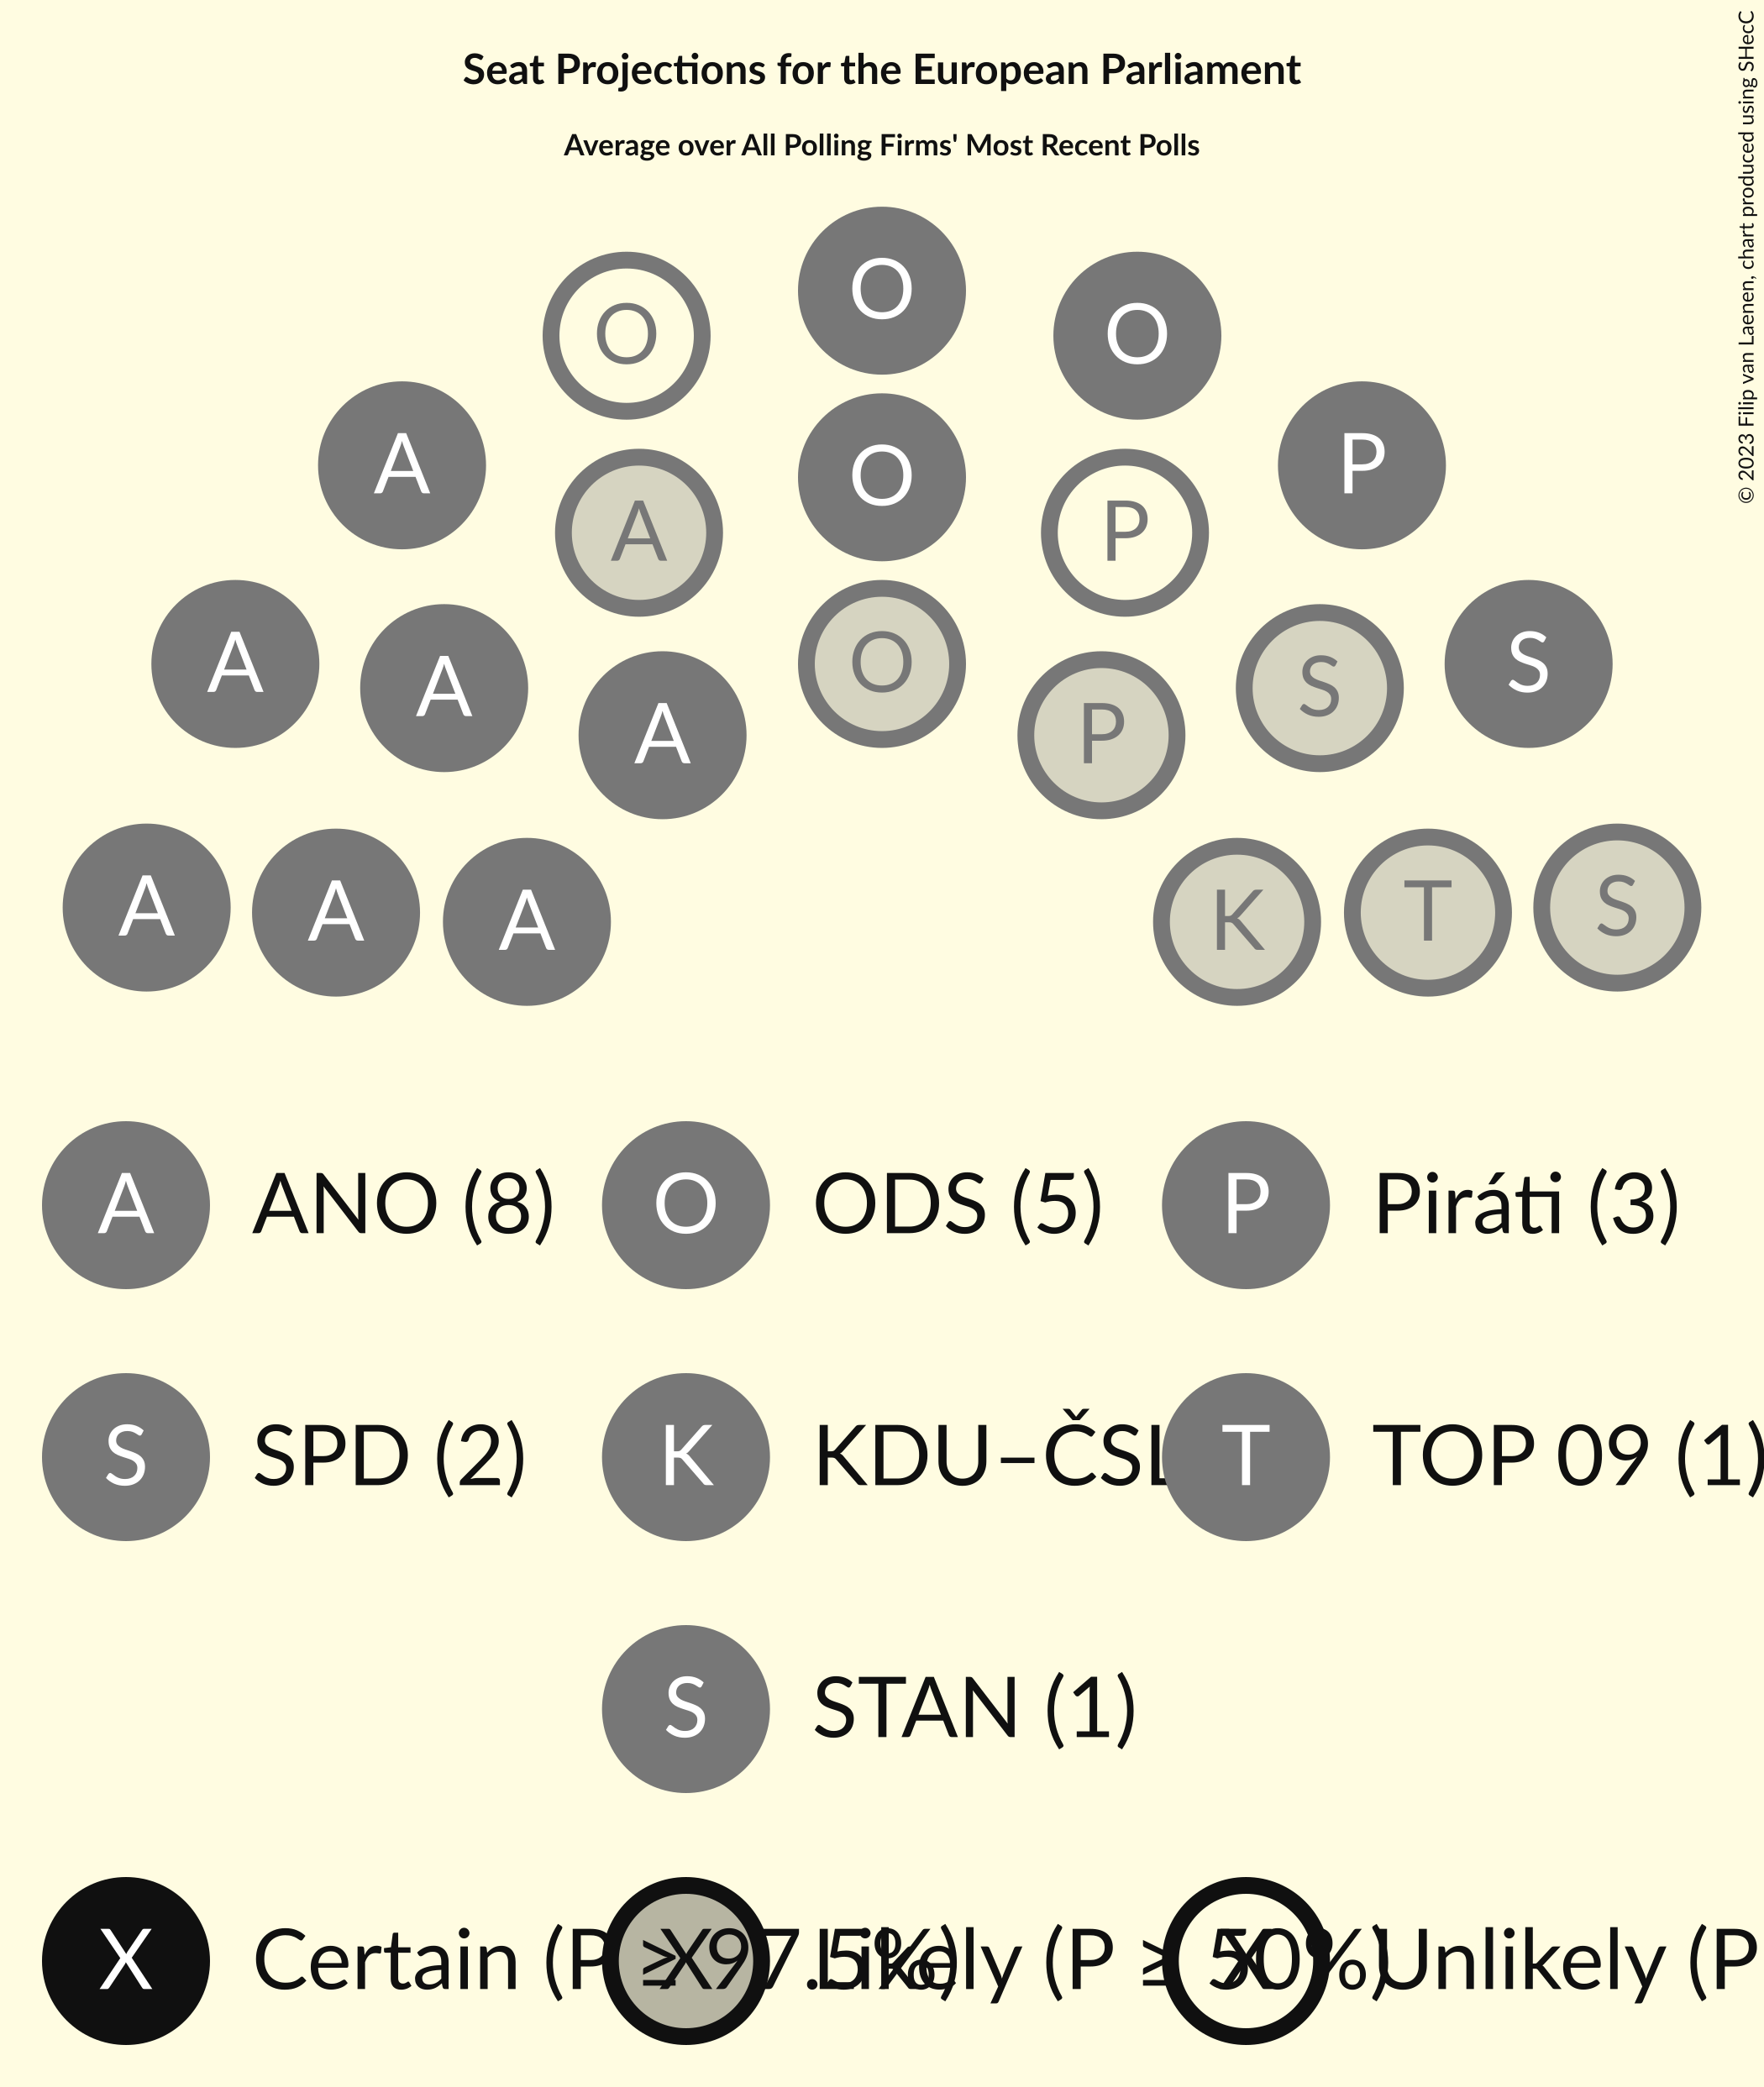 Seat Projections for the European Parliament
Average over All Polling Firms' Most Recent Polls
© 2023 Filip van Laenen, chart produced using SHecC
O
O
O
A
P
A
O
P
A
A
A
O
P
S
S
A
A
A
K
T
S
A ANO (8) O ODS (5) P Piráti (3)
S SPD (2) K KDU–ČSL T TOP 09 (1)
S STAN (1)
X Certain (P ≥ 97.5%) X Likely (P ≥ 50%) X Unlikely (P